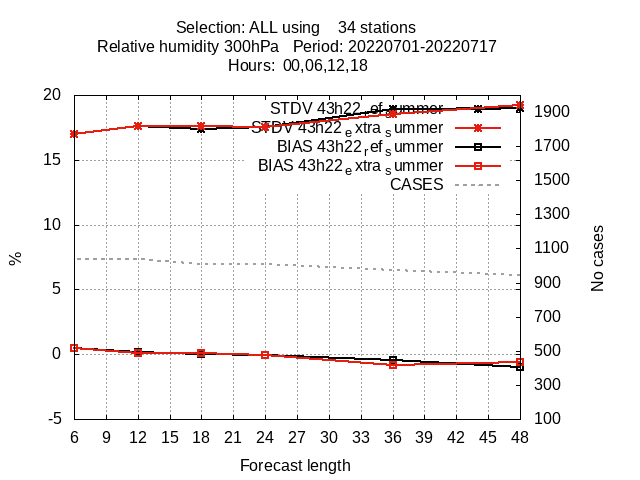 Selection: ALL using 34 stations
Relative humidity 300hPa Period: 20220701-20220717
Hours: 00,06,12,18
20
15
10
5
0
-5
%
STDV 43h22_ref_summer
STDV 43h22_extra_summer
BIAS 43h22_ref_summer
BIAS 43h22_extra_summer
CASES
1900
1700
1500
1300
1100
900
700
500
300
100
No cases
6 9 12 15 18 21 24 27 30 33 36 39 42 45 48
Forecast length